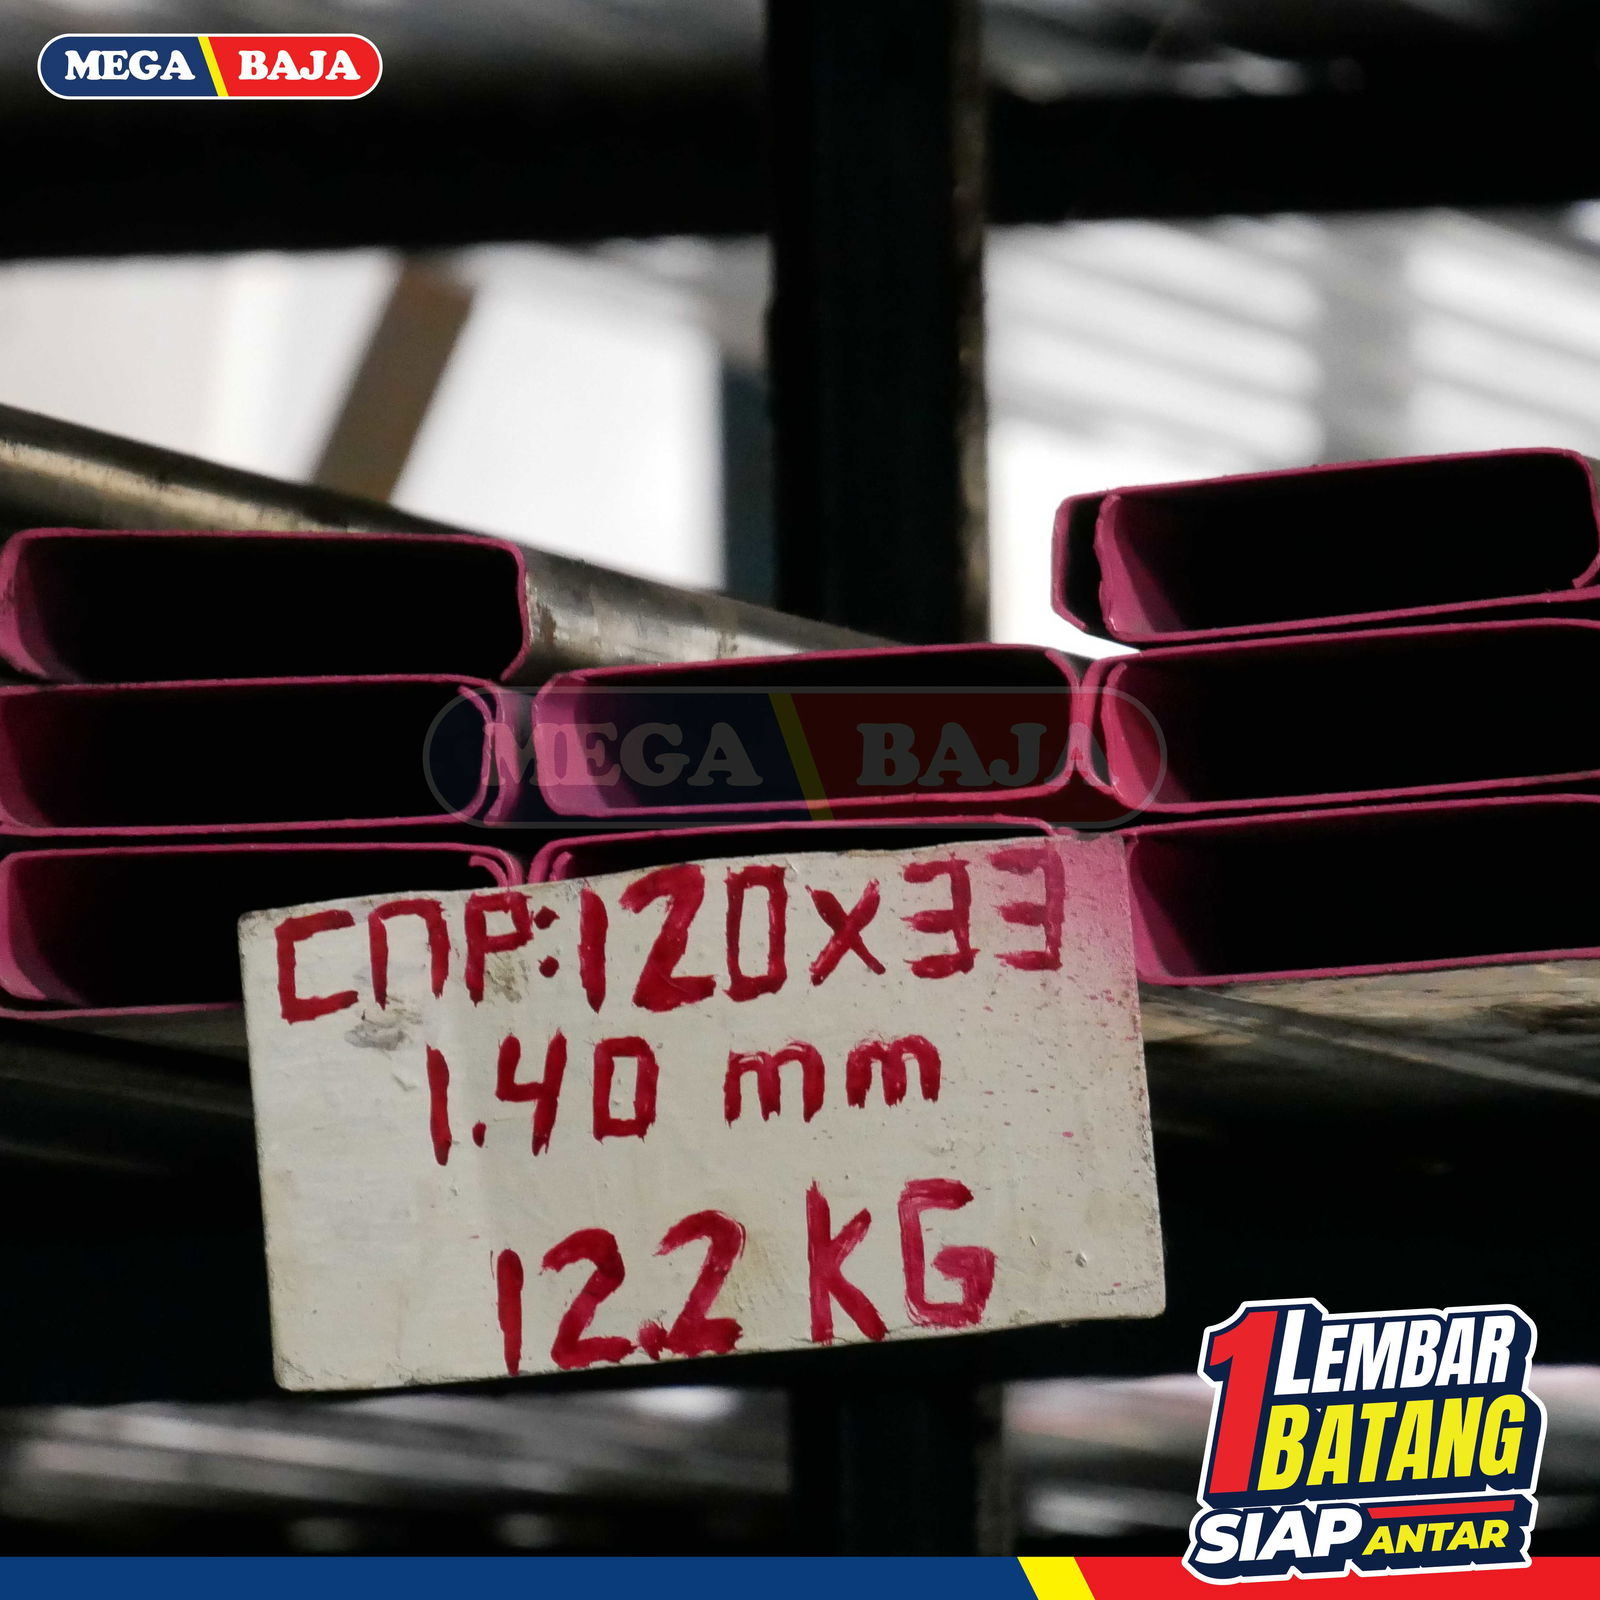 MEGA BAJA
MEGA BAJA
CNP:120x33
1.40 mm
12.2 KG
1 LEMBAR
BATANG
SIAP ANTAR